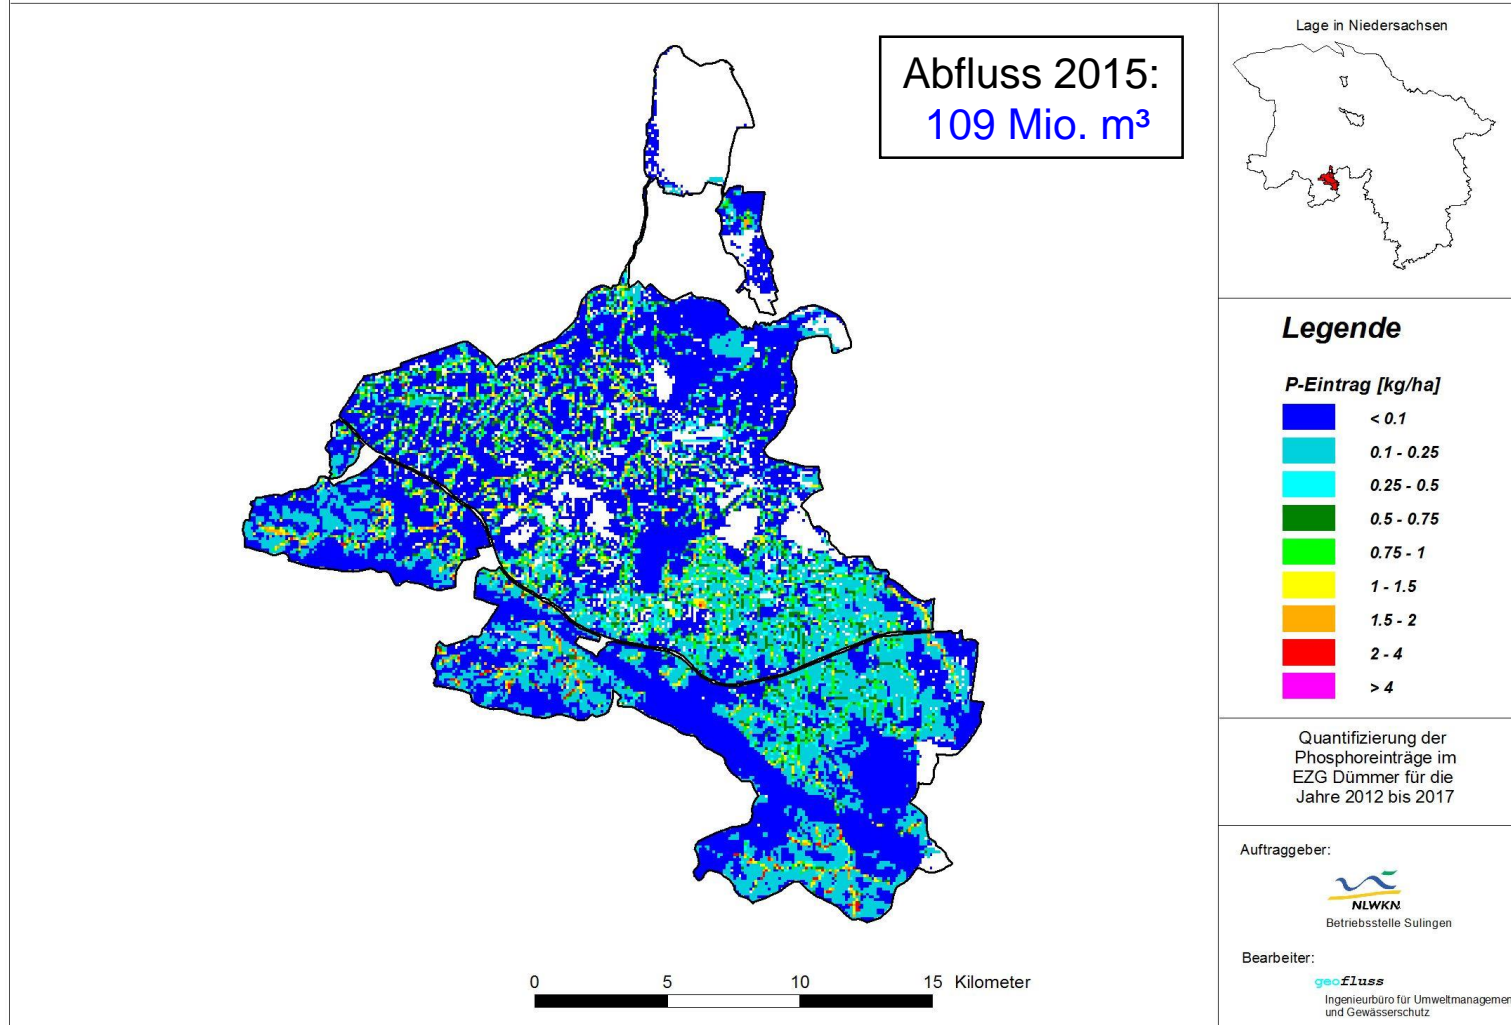 Abfluss 2015:
109 Mio. m³
Lage in Niedersachsen
Legende
P-Eintrag [kg/ha]
< 0.1
0.1 - 0.25
0.25 - 0.5
0.5 - 0.75
0.75 - 1
1 - 1.5
1.5 - 2
2 - 4
> 4
Quantifizierung der
Phosphoreinträge im
EZG Dümmer für die
Jahre 2012 bis 2017
Auftraggeber:
NLWKN
Betriebsstelle Sulingen
Bearbeiter:
geofluss
Ingenieurbüro für Umweltmanagemen
und Gewässerschutz
0 5 10 15 Kilometer